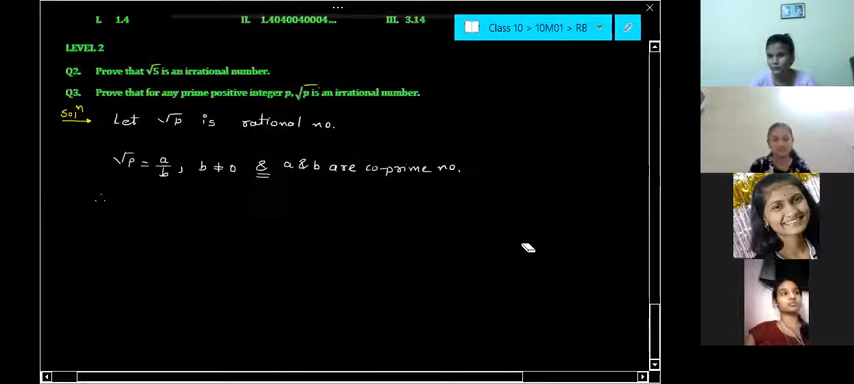 I. 1.4 II. 1.4040040004... III. 3.14
Class 10 > 10M01 > RB
LEVEL 2
Q2. Prove that √5 is an irrational number.
Q3. Prove that for any prime positive integer p, √p is an irrational number.
Solⁿ Let √p is rational no.
√p = a/b, b ≠ 0 & a & b are co-prime no.
∴